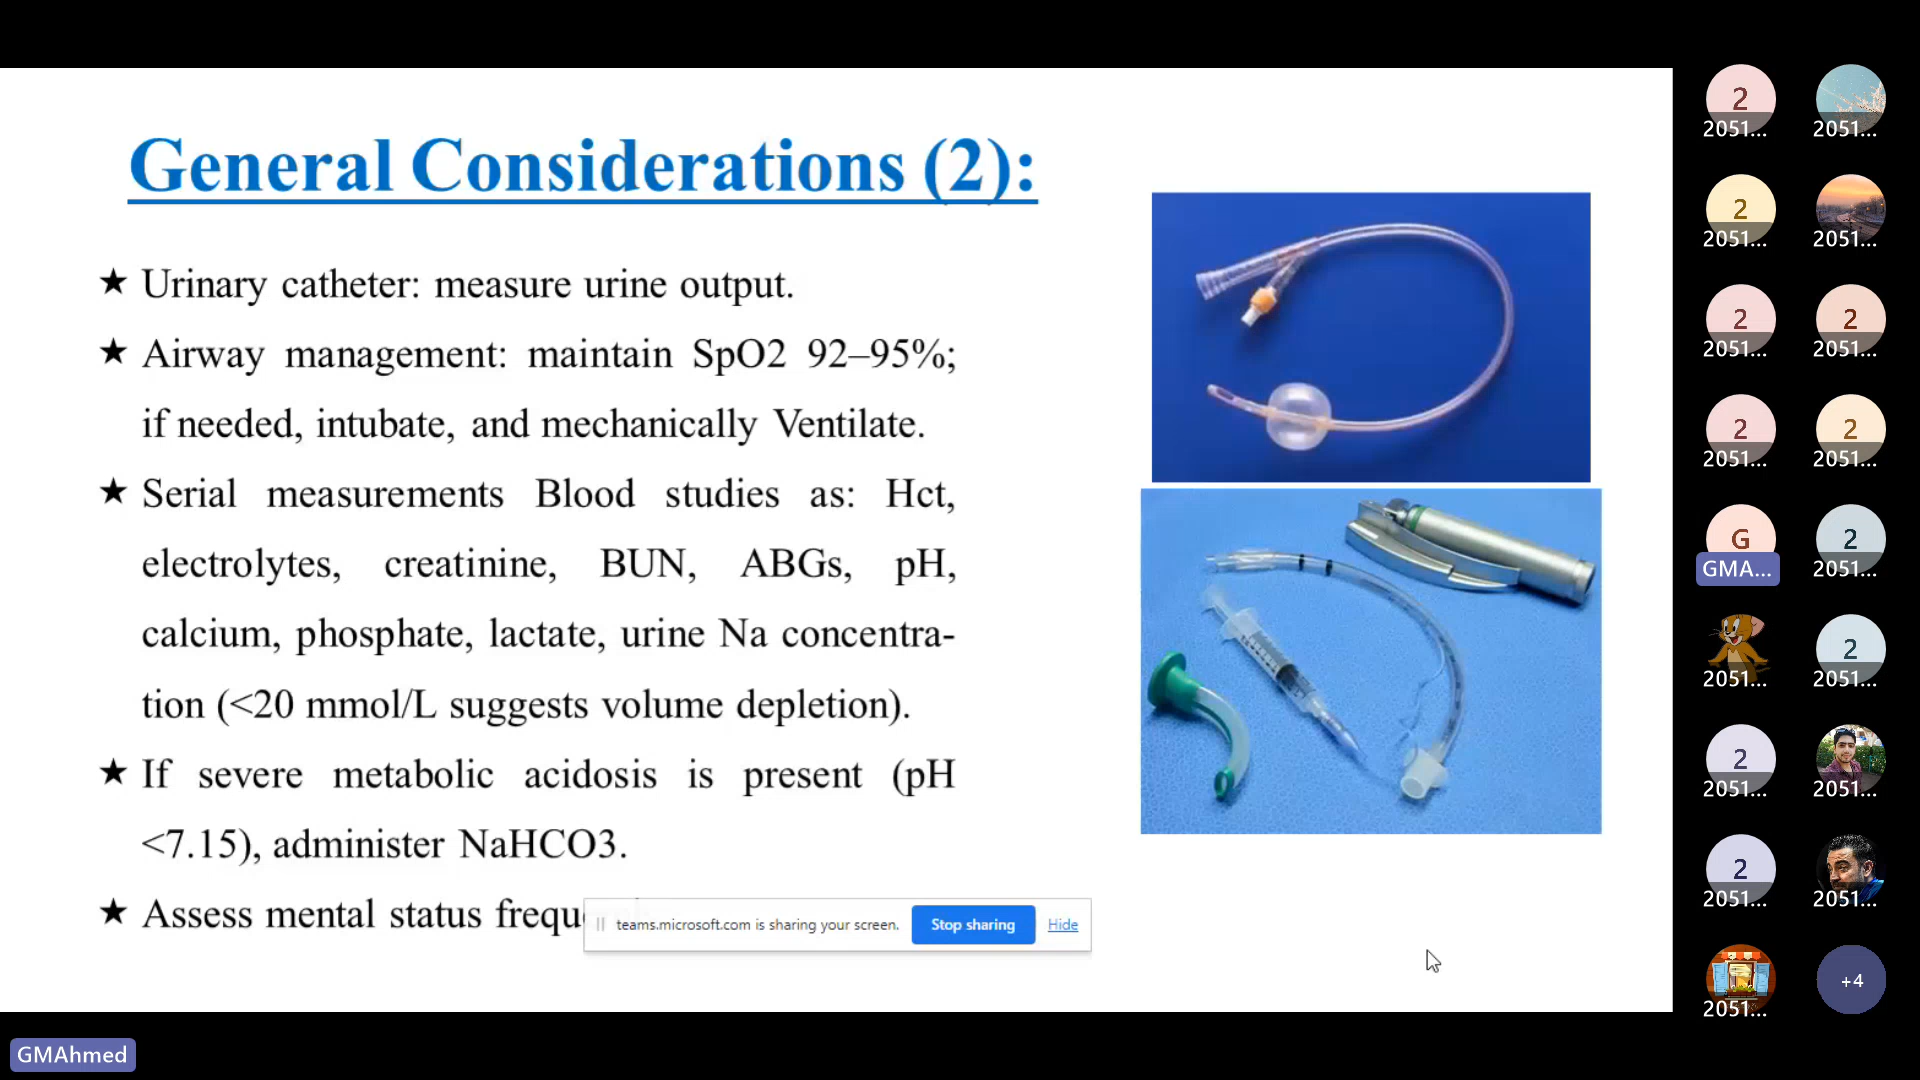 General Considerations (2):
★ Urinary catheter: measure urine output.
★ Airway management: maintain SpO2 92–95%;
if needed, intubate, and mechanically Ventilate.
★ Serial measurements Blood studies as: Hct,
electrolytes, creatinine, BUN, ABGs, pH,
calcium, phosphate, lactate, urine Na concentra-
tion (<20 mmol/L suggests volume depletion).
★ If severe metabolic acidosis is present (pH
<7.15), administer NaHCO3.
★ Assess mental status frequ
teams.microsoft.com is sharing your screen. Stop sharing Hide
2
2051... 2051...
2
2051... 2051...
2 2
2051... 2051...
2 2
2051... 2051...
G 2
GMA... 2051...
2
2051... 2051...
2
2051... 2051...
2
2051... 2051...
+4
2051...
GMAhmed